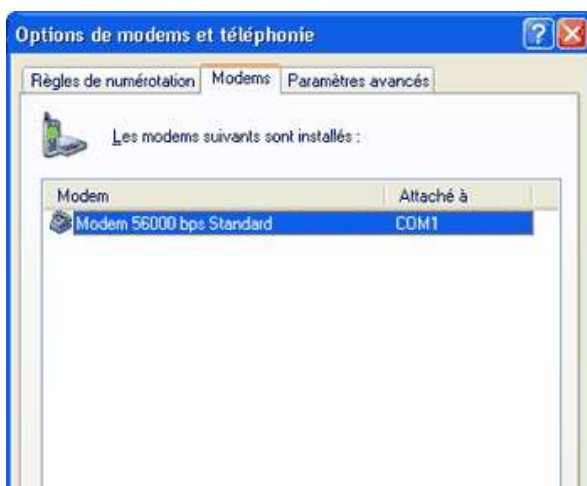 Options de modems et téléphonie
Règles de numérotation Modems Paramètres avancés
Les modems suivants sont installés :
Modem Attaché à
Modem 56000 bps Standard COM1